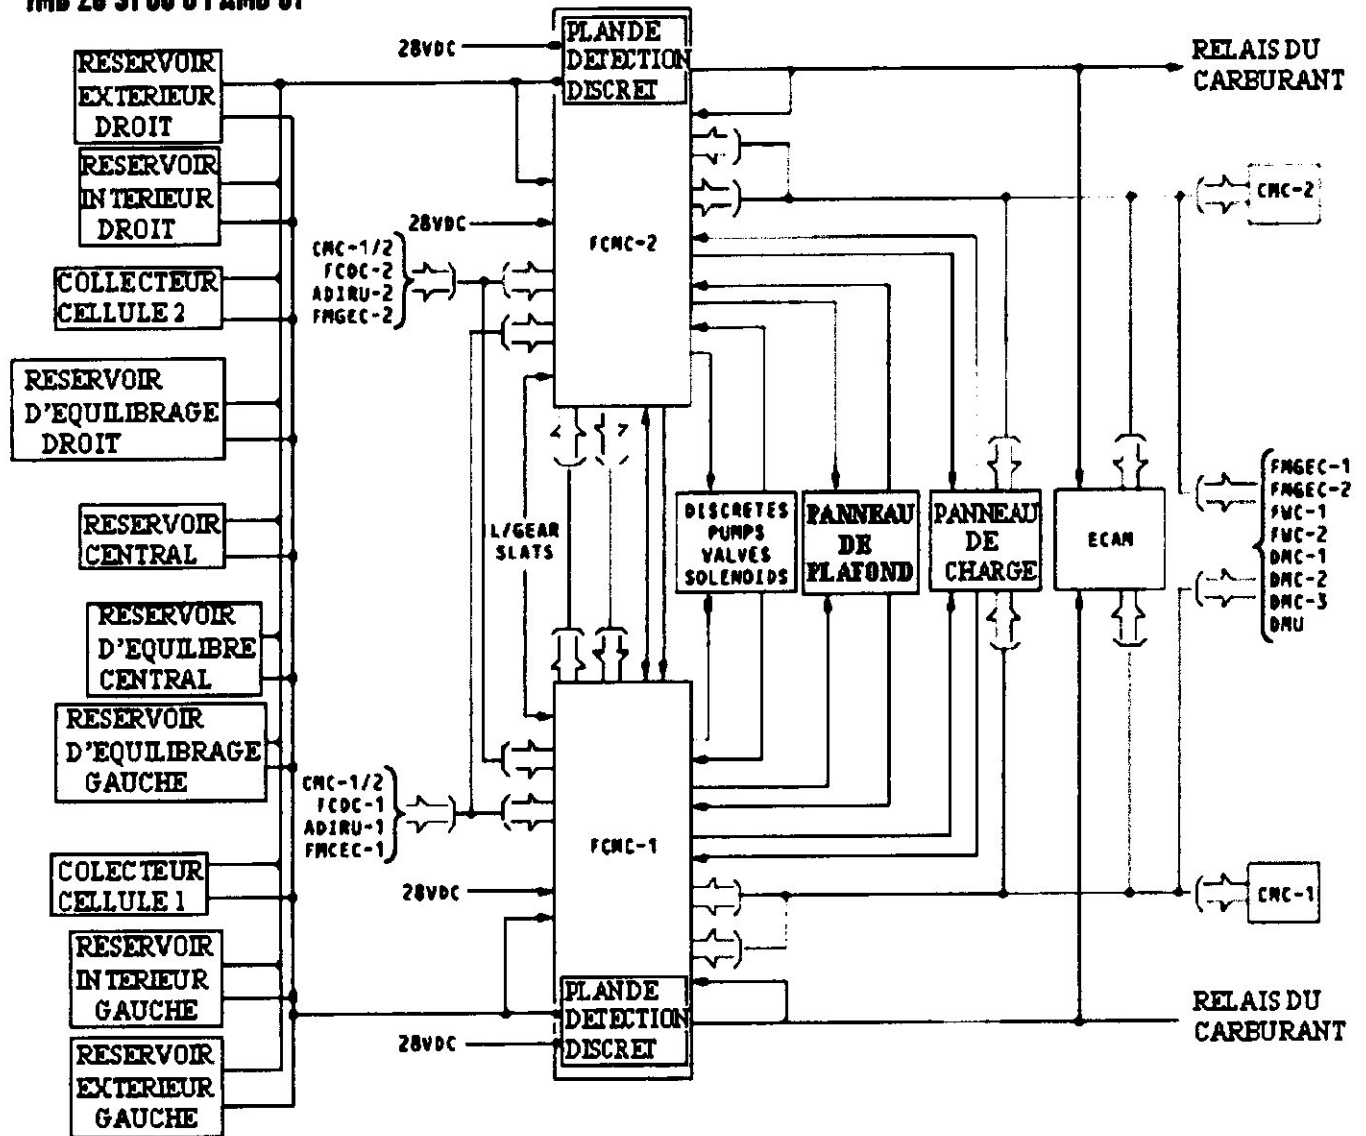 28VDC
PLANDE
DETECTION
DISCRET
RELAIS DU
CARBURANT
RESERVOIR
EXTERIEUR
DROIT
RESERVOIR
INTERIEUR
DROIT
COLLECTEUR
CELLULE 2
RESERVOIR
D'EQUILIBRAGE
DROIT
RESERVOIR
CENTRAL
RESERVOIR
D'EQUILIBRE
CENTRAL
RESERVOIR
D'EQUILIBRAGE
GAUCHE
COLECTEUR
CELLULE 1
RESERVOIR
INTERIEUR
GAUCHE
RESERVOIR
EXTERIEUR
GAUCHE
28VDC
CMC-1/2
FCDC-2
ADIRU-2
FMGEC-2
FCMC-2
CMC-2
L/GEAR
SLATS
DISCRETES
PUMPS
VALVES
SOLENOIDS
PANNEAU
DE
PLAFOND
PANNEAU
DE
CHARGE
ECAM
FMGEC-1
FMGEC-2
FWC-1
FWC-2
DMC-1
DMC-2
DMC-3
DMU
CMC-1/2
FCDC-1
ADIRU-1
FMCEC-1
28VDC
FCMC-1
CMC-1
PLANDE
DETECTION
DISCRET
28VDC
RELAIS DU
CARBURANT